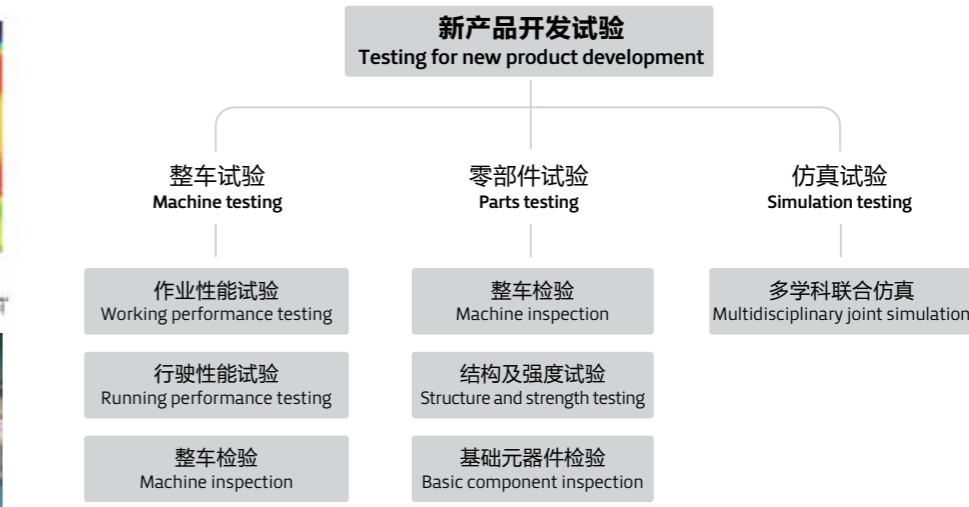 新产品开发试验
Testing for new product development
整车试验
Machine testing
零部件试验
Parts testing
仿真试验
Simulation testing
作业性能试验
Working performance testing
整车检验
Machine inspection
多学科联合仿真
Multidisciplinary joint simulation
行驶性能试验
Running performance testing
结构及强度试验
Structure and strength testing
整车检验
Machine inspection
基础元器件检验
Basic component inspection